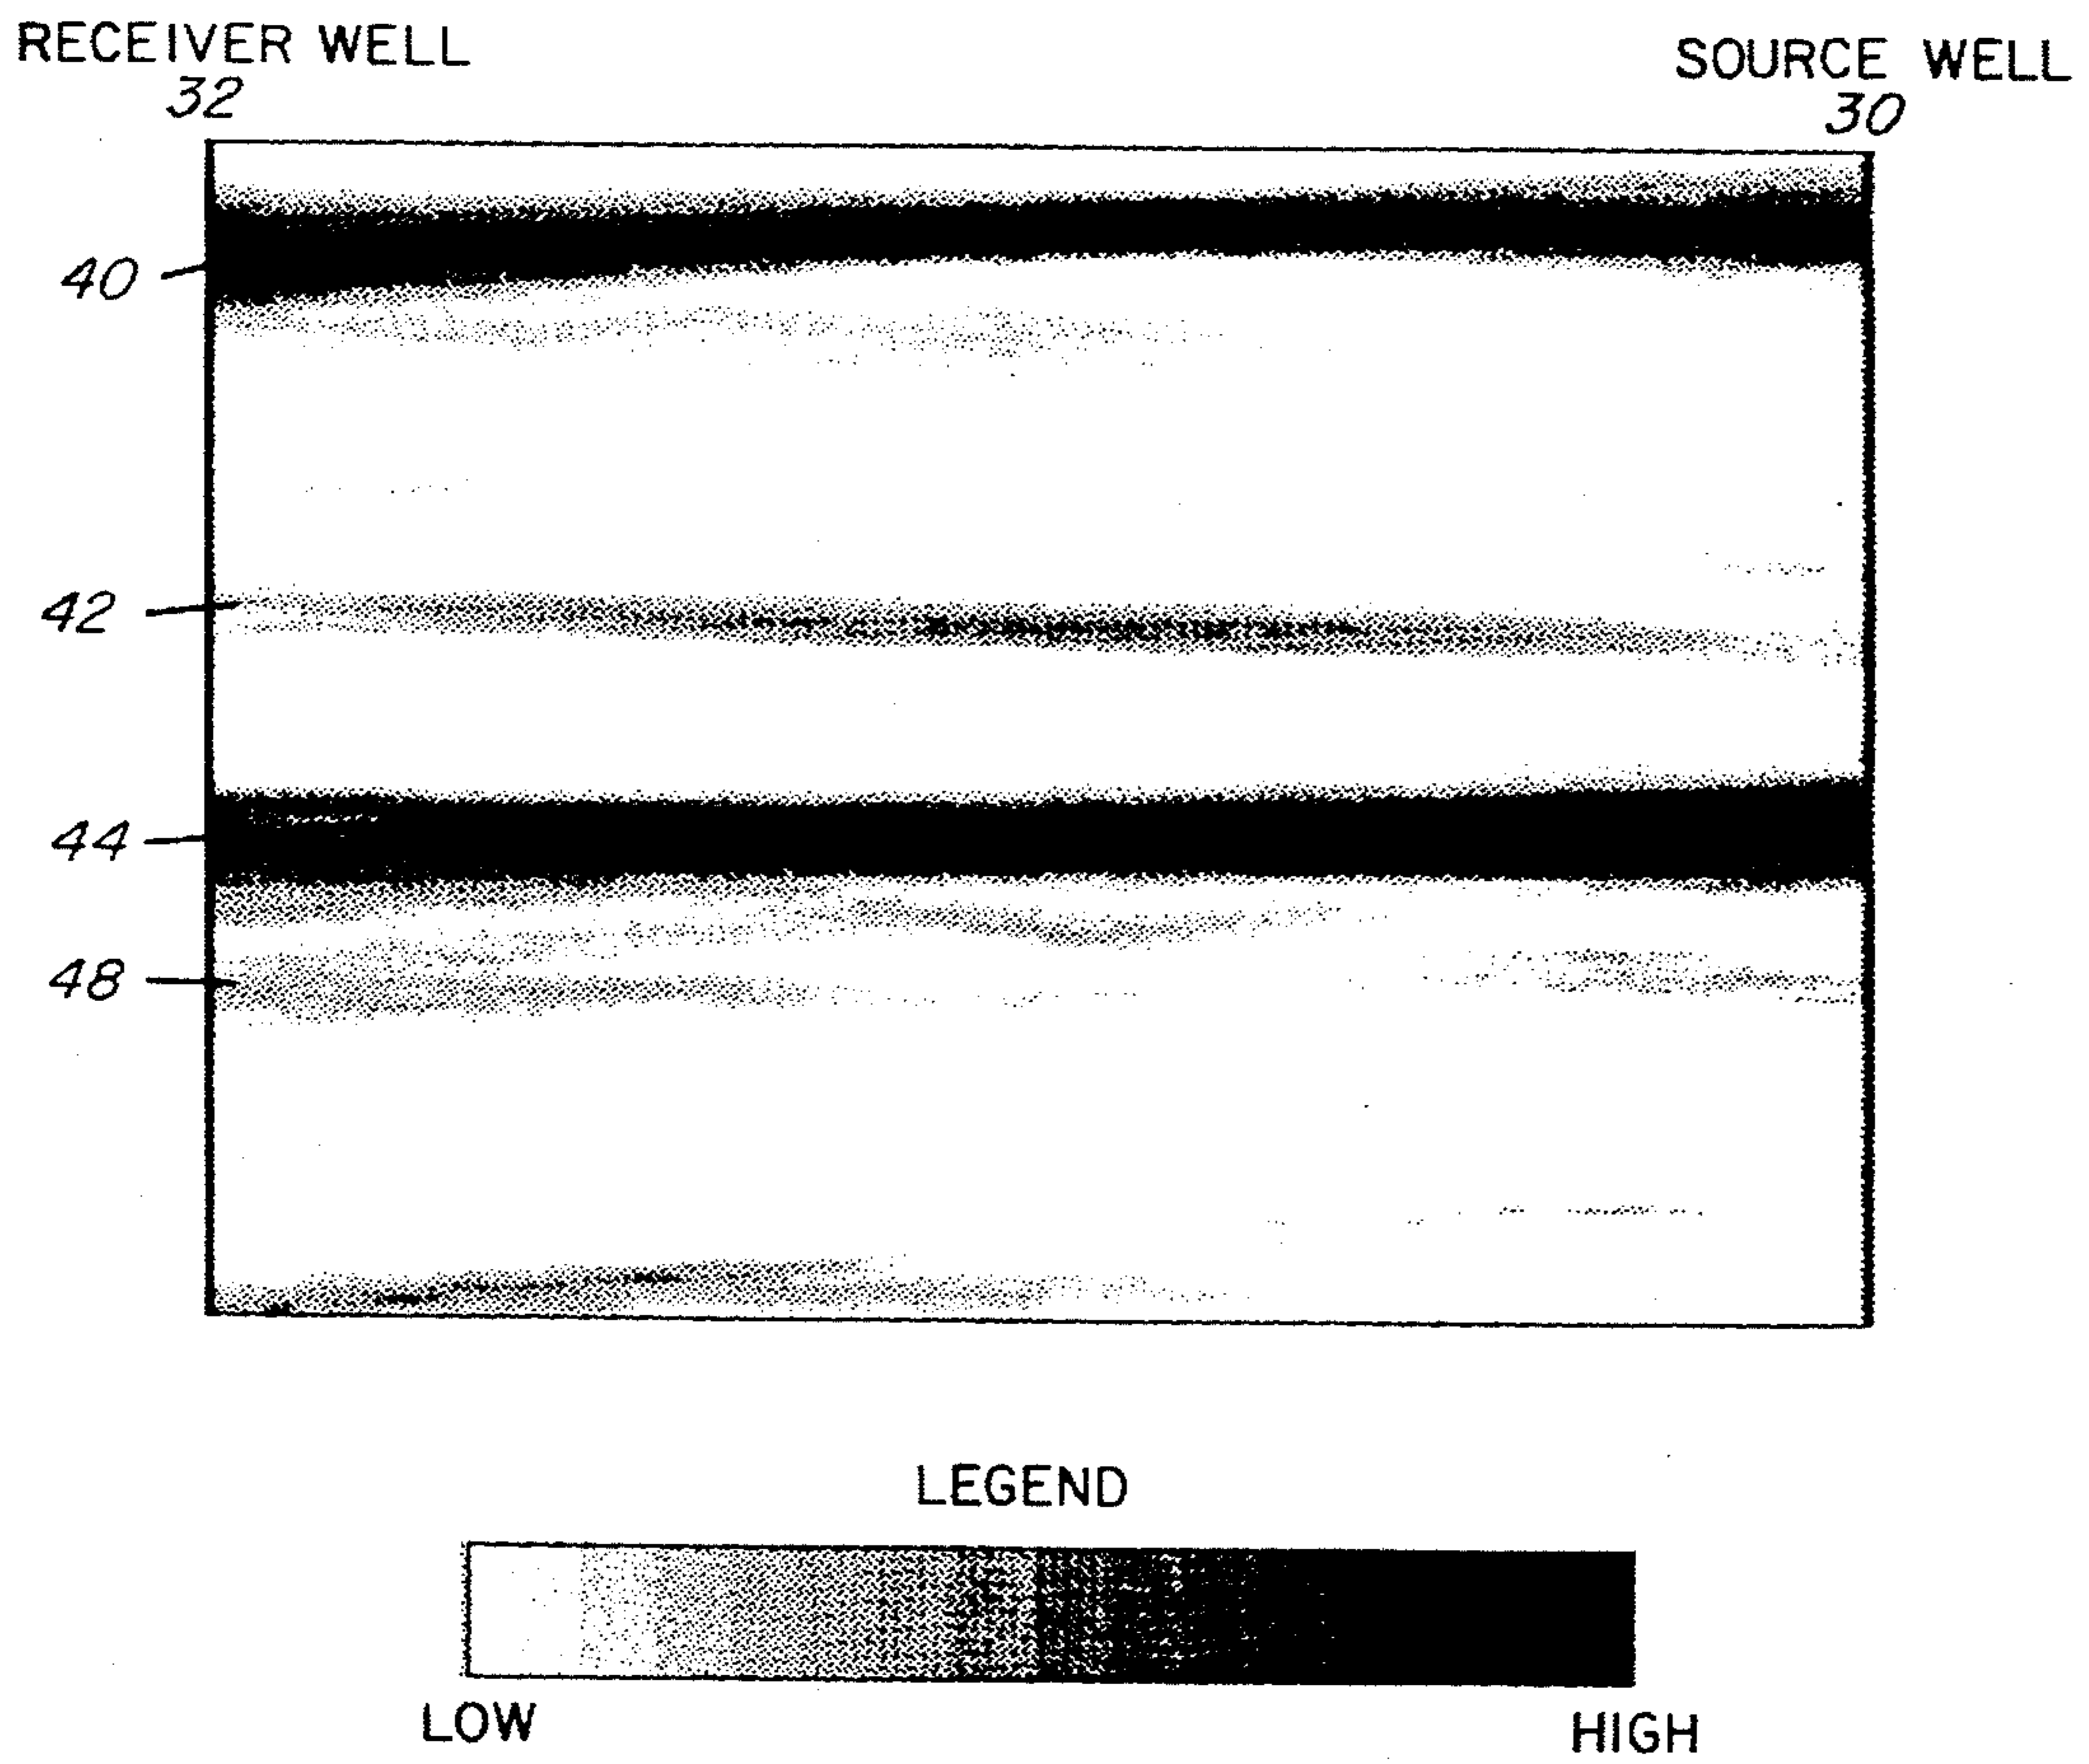 RECEIVER WELL
32
SOURCE WELL
30
40
42
44
48
LEGEND
LOW
HIGH